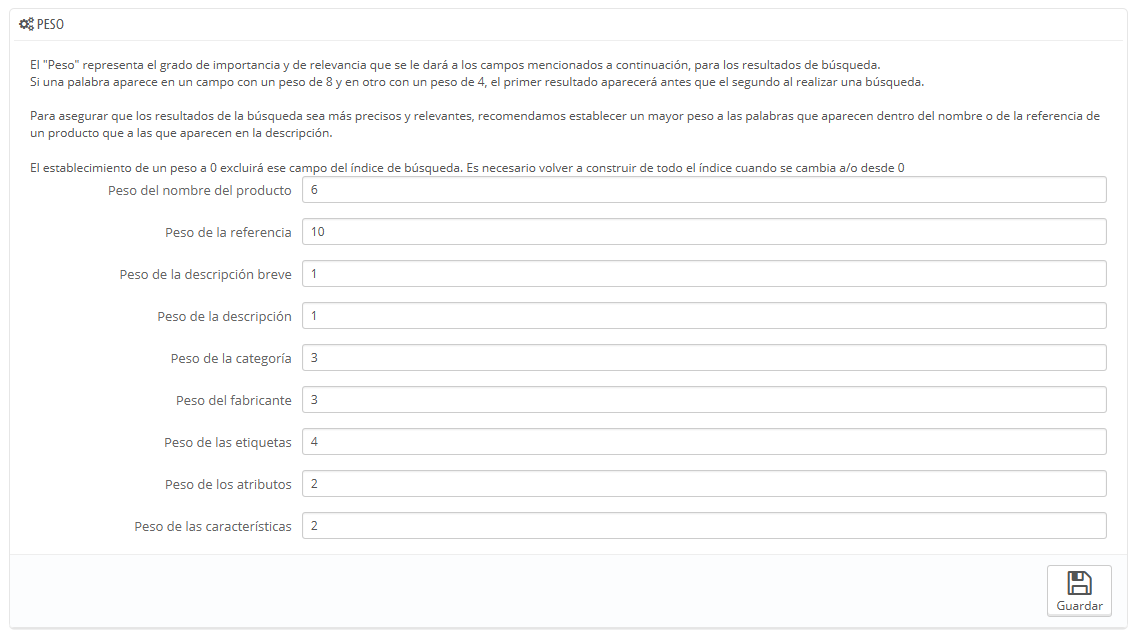 PESO
El "Peso" representa el grado de importancia y de relevancia que se le dará a los campos mencionados a continuación, para los resultados de búsqueda.
Si una palabra aparece en un campo con un peso de 8 y en otro con un peso de 4, el primer resultado aparecerá antes que el segundo al realizar una búsqueda.
Para asegurar que los resultados de la búsqueda sea más precisos y relevantes, recomendamos establecer un mayor peso a las palabras que aparecen dentro del nombre o de la referencia de
un producto que a las que aparecen en la descripción.
El establecimiento de un peso a 0 excluirá ese campo del índice de búsqueda. Es necesario volver a construir de todo el índice cuando se cambia a/o desde 0
Peso del nombre del producto 6
Peso de la referencia 10
Peso de la descripción breve 1
Peso de la descripción 1
Peso de la categoría 3
Peso del fabricante 3
Peso de las etiquetas 4
Peso de los atributos 2
Peso de las características 2
Guardar